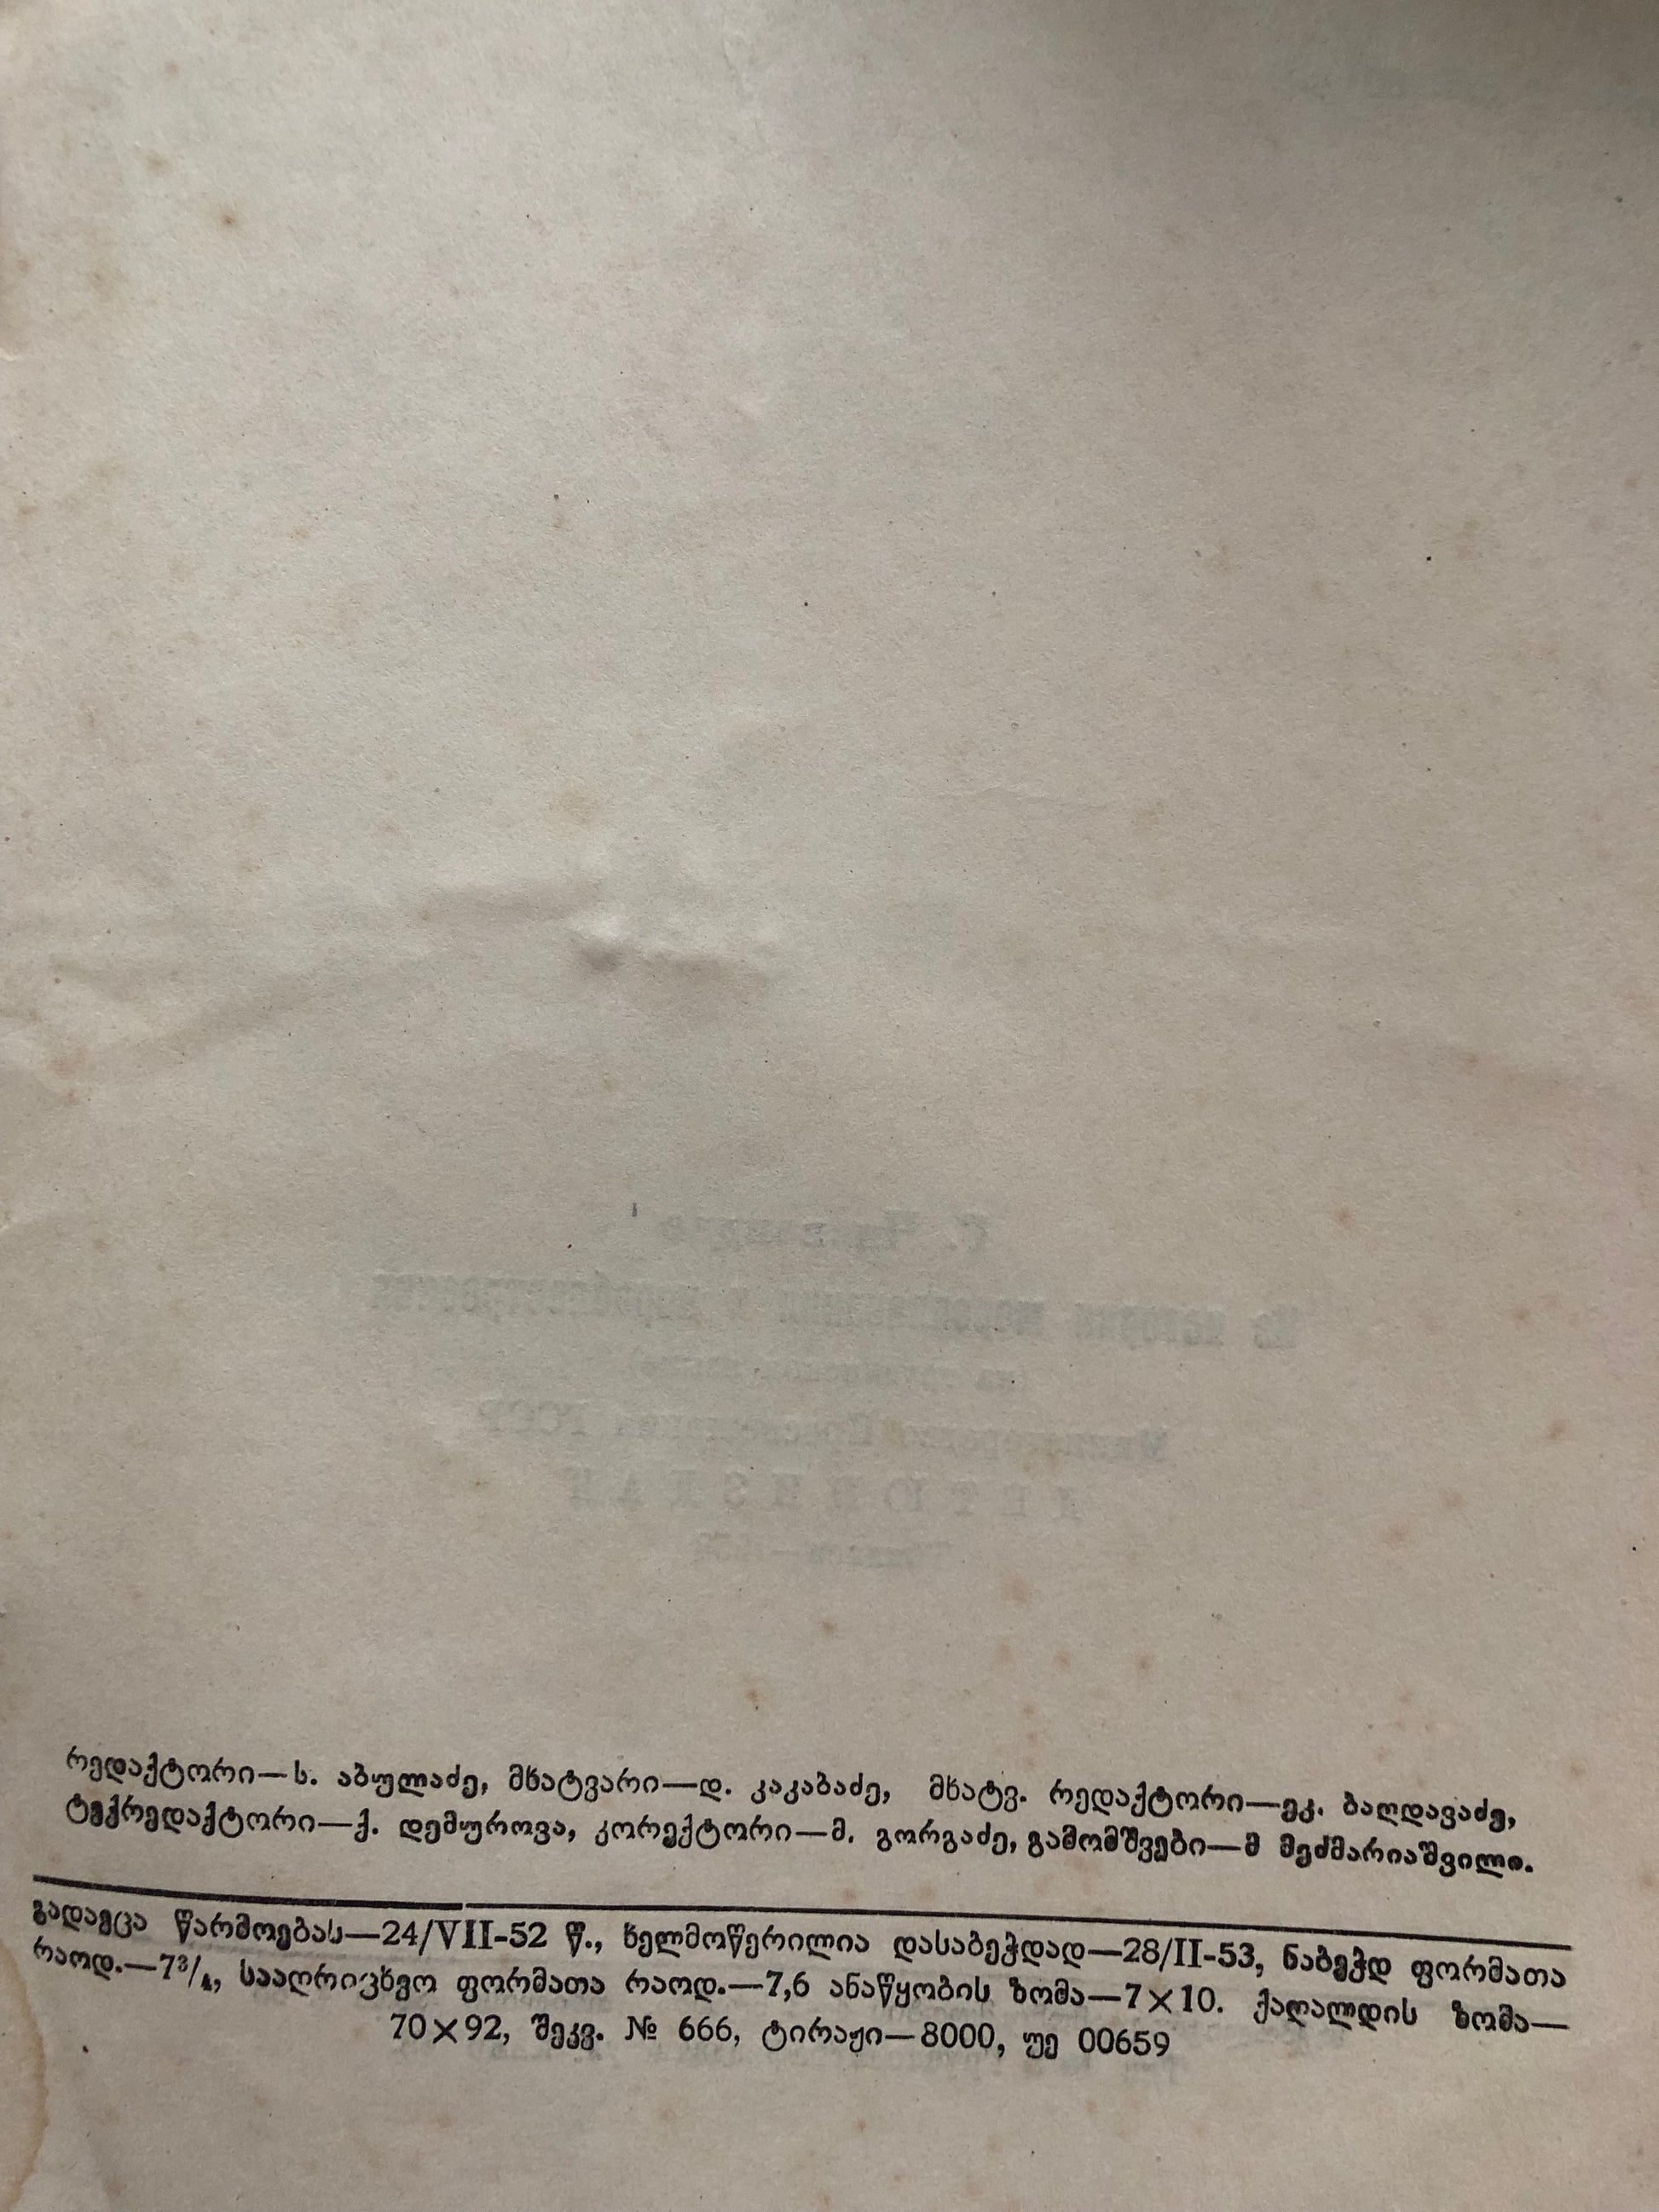 რედაქტორი—ს. აბულაძე, მხატვარი—დ. კაკაბაძე, მხატვ. რედაქტორი—ეკ. ბაღდავაძე,
ტექრედაქტორი—ქ. დემუროვა, კორექტორი—მ. გორგაძე, გამომშვები—მ მეძმარიაშვილი.
გადაეცა წარმოებას—24/VII-52 წ., ხელმოწერილია დასაბეჭდად—28/II-53, ნაბეჭდ ფორმათა
რაოდ.—7³/₄, სააღრიცხვო ფორმათა რაოდ.—7,6 ანაწყობის ზომა—7×10. ქაღალდის ზომა—
70×92, შეკვ. № 666, ტირაჟი—8000, უე 00659